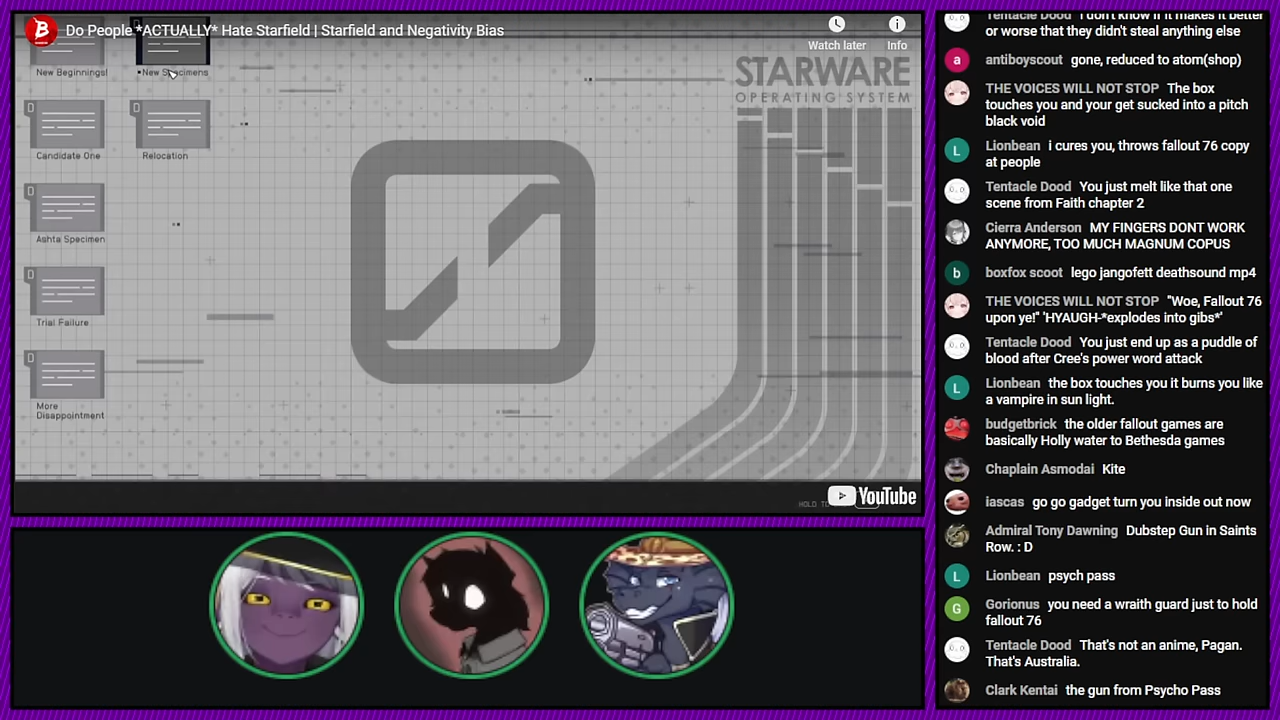 Do People *ACTUALLY* Hate Starfield | Starfield and Negativity Bias
Watch later
Info
New Beginnings!
New Specimens
D
Candidate One
D
Relocation
D
Ashta Specimen
D
Trial Failure
D
More
Disappointment
STARWARE
OPERATING SYSTEM
YouTube
Tentacle Dood I don't know if it makes it better
or worse that they didn't steal anything else
a
antiboyscout gone, reduced to atom(shop)
THE VOICES WILL NOT STOP The box
touches you and your get sucked into a pitch
black void
L
Lionbean i cures you, throws fallout 76 copy
at people
Tentacle Dood You just melt like that one
scene from Faith chapter 2
Cierra Anderson MY FINGERS DONT WORK
ANYMORE, TOO MUCH MAGNUM COPUS
b
boxfox scoot lego jangofett deathsound mp4
THE VOICES WILL NOT STOP "Woe, Fallout 76
upon ye!" 'HYAUGH-*explodes into gibs*'
Tentacle Dood You just end up as a puddle of
blood after Cree's power word attack
L
Lionbean the box touches you it burns you like
a vampire in sun light.
budgetbrick the older fallout games are
basically Holly water to Bethesda games
Chaplain Asmodai Kite
iascas go go gadget turn you inside out now
Admiral Tony Dawning Dubstep Gun in Saints
Row. : D
L
Lionbean psych pass
G
Gorionus you need a wraith guard just to hold
fallout 76
Tentacle Dood That's not an anime, Pagan.
That's Australia.
Clark Kentai the gun from Psycho Pass